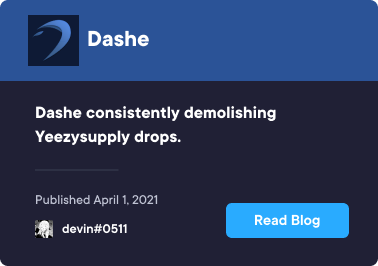 Dashe
Dashe consistently demolishing
Yeezysupply drops.
Published April 1, 2021
devin#0511
Read Blog